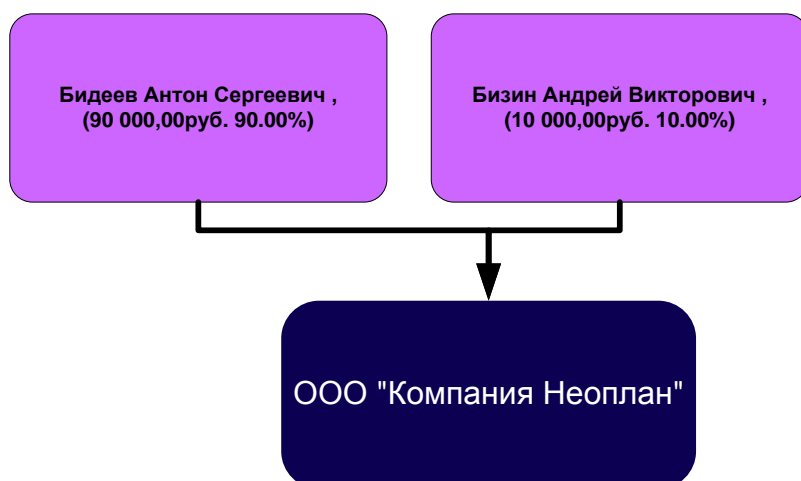 Бидеев Антон Сергеевич ,
(90 000,00руб. 90.00%)
Бизин Андрей Викторович ,
(10 000,00руб. 10.00%)
ООО "Компания Неоплан"